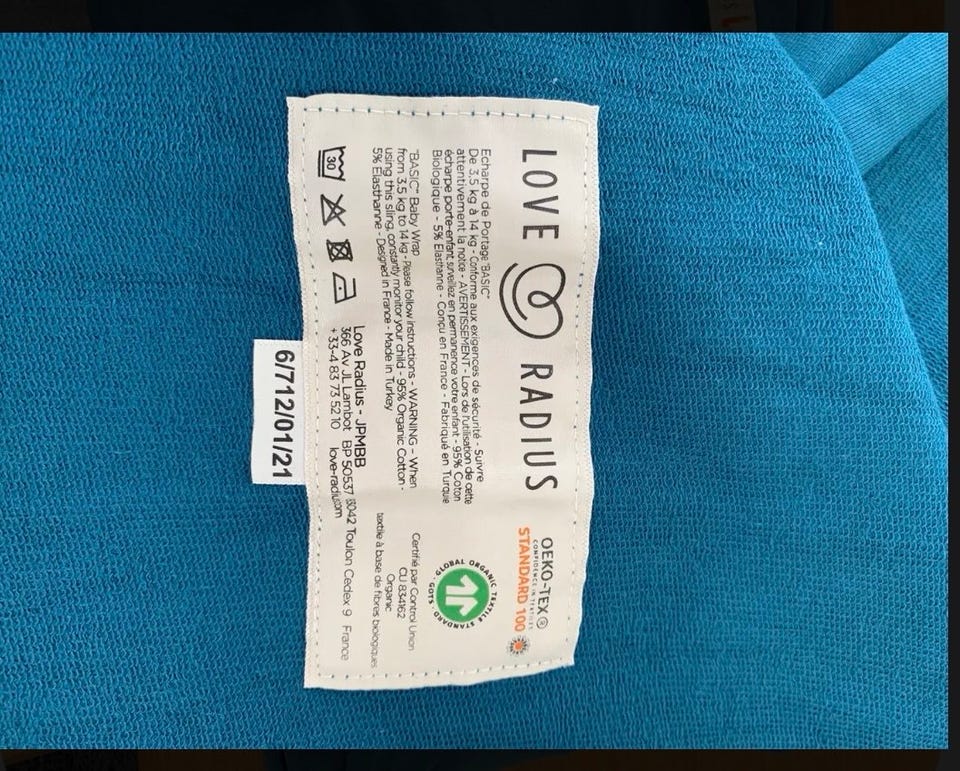 LOVE RADIUS
Echarpe de Portage "BASIC"
De 3,5 kg à 14 kg - Conforme aux exigences de sécurité - Suivre
attentivement la notice - AVERTISSEMENT - Lors de l'utilisation de cette
écharpe porte-enfant, surveillez en permanence votre enfant - 95% Coton
Biologique - 5% Elasthanne - Conçu en France - Fabriqué en Turquie
"BASIC" Baby Wrap
from 3.5 kg to 14 kg - Please follow instructions - WARNING - When
using this sling, constantly monitor your child - 95% Organic Cotton -
5% Elasthanne - Designed in France - Made in Turkey
30
Love Radius - JPMBB
366 Av JL Lambot BP 50537 Toulon Cedex 9 France
+33-4 83 73 52 10
OEKO-TEX®
CONFIDENCE IN TEXTILES
STANDARD 100
GLOBAL ORGANIC TEXTILE STANDARD · GOTS ·
Certifié par Control Union
CU 834162
Organic
textile à base de fibres biologiques
6/712/01/21